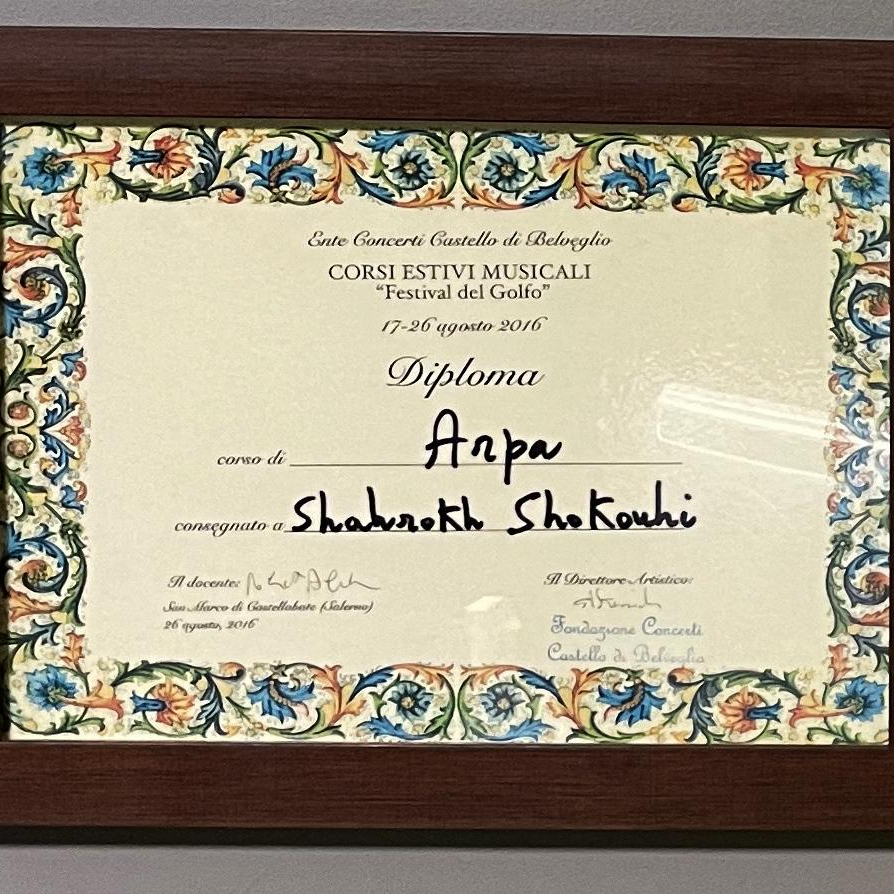 Ente Concerti Castello di Belveglio
CORSI ESTIVI MUSICALI
“Festival del Golfo”
17-26 agosto 2016
Diploma
corso di Arpa
consegnato a Shahrokh Shokouhi
Il docente:
San Marco di Castellabate (Salerno)
26 agosto, 2016
Il Direttore Artistico:
Fondazione Concerti
Castello di Belveglio